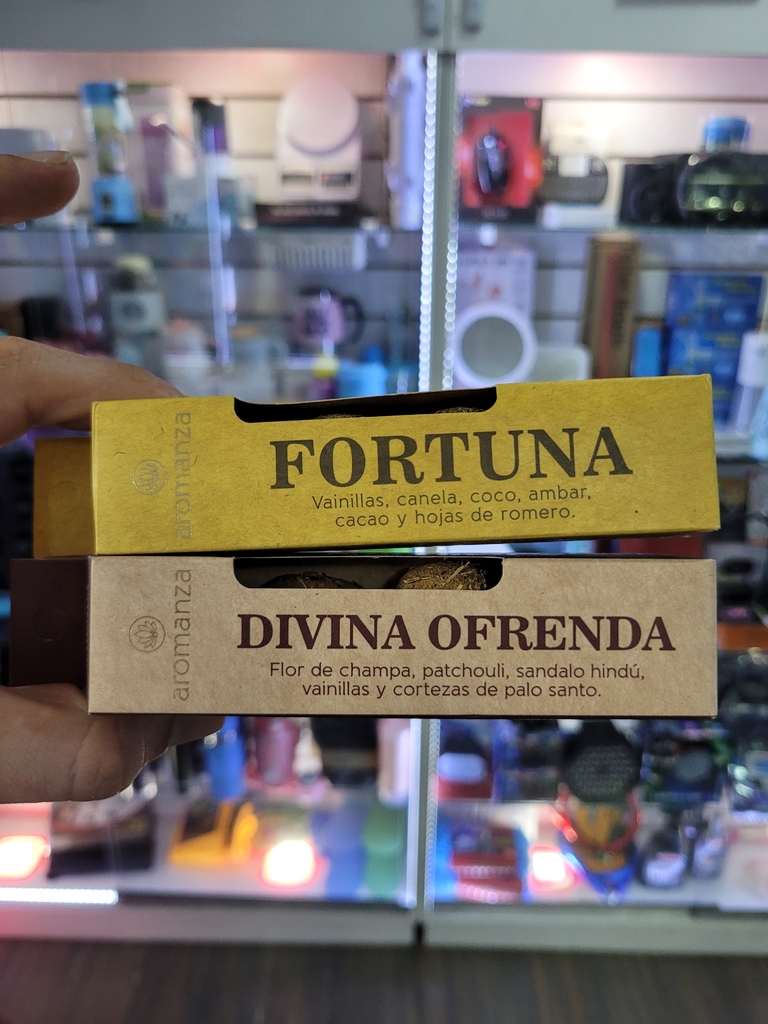 aromanza
FORTUNA
Vainillas, canela, coco, ambar,
cacao y hojas de romero.
aromanza
DIVINA OFRENDA
Flor de champa, patchouli, sandalo hindú,
vainillas y cortezas de palo santo.